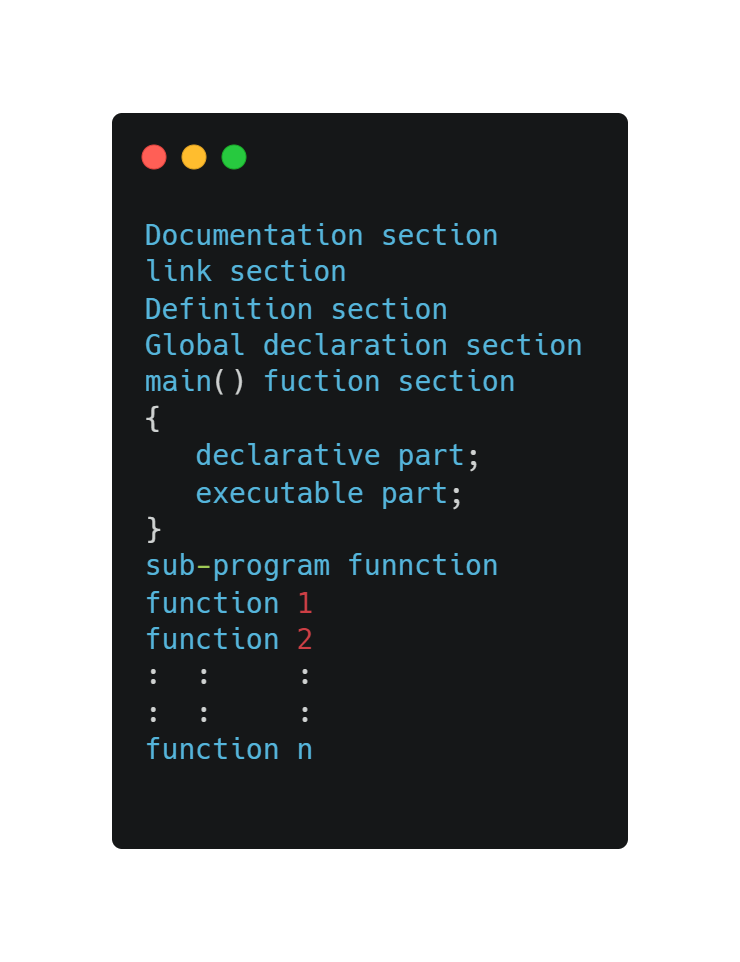 Documentation section
link section
Definition section
Global declaration section
main() fuction section
{
   declarative part;
   executable part;
}
sub-program funnction
function 1
function 2
:  :     :
:  :     :
function n